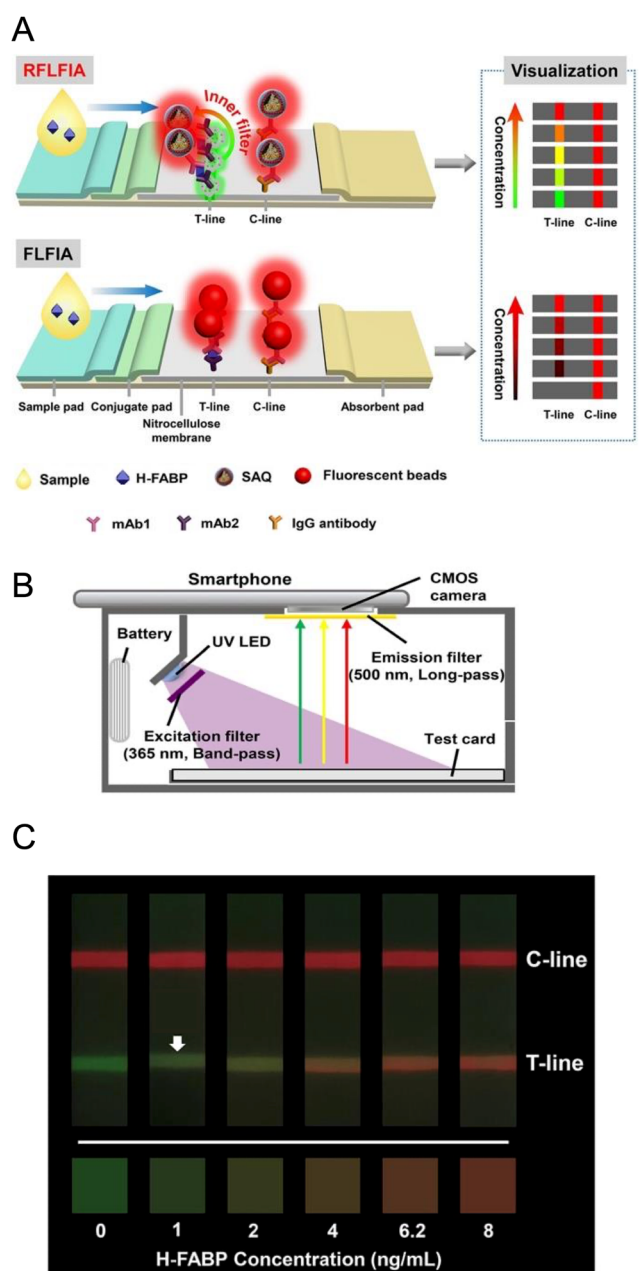 A
RFLFIA
Inner filter
T-line
C-line
Visualization
Concentration
T-line
C-line
FLFIA
Sample pad
Conjugate pad
Nitrocellulose
membrane
T-line
C-line
Absorbent pad
Concentration
T-line
C-line
Sample
H-FABP
SAQ
Fluorescent beads
mAb1
mAb2
IgG antibody
B
Smartphone
CMOS
camera
Battery
UV LED
Emission filter
(500 nm, Long-pass)
Excitation filter
(365 nm, Band-pass)
Test card
C
C-line
T-line
0 1 2 4 6.2 8
H-FABP Concentration (ng/mL)